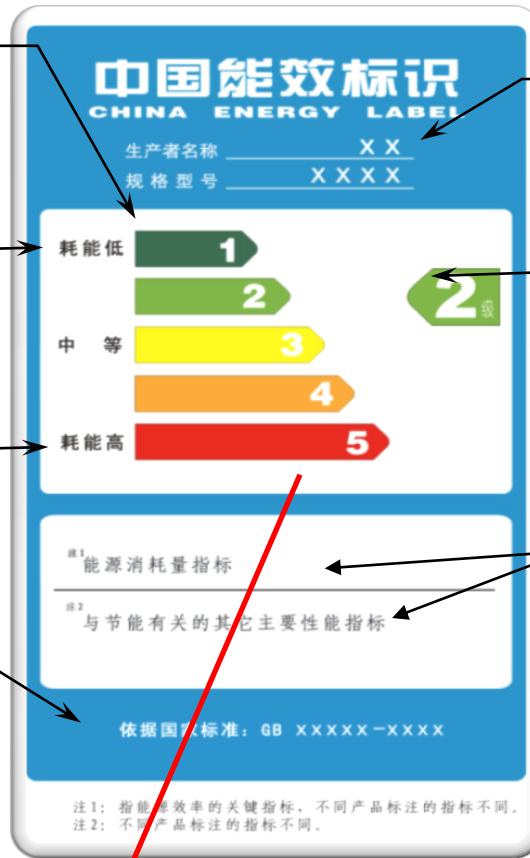 中国能效标识
CHINA ENERGY LABEL
生产者名称 X X
规格型号 X X X X
耗能低 1
2
2级
中 等 3
4
耗能高 5
注1能源消耗量指标
注2与节能有关的其它主要性能指标
依据国家标准：GB XXXXX－XXXX
注1：指能源效率的关键指标，不同产品标注的指标不同。
注2：不同产品标注的指标不同。